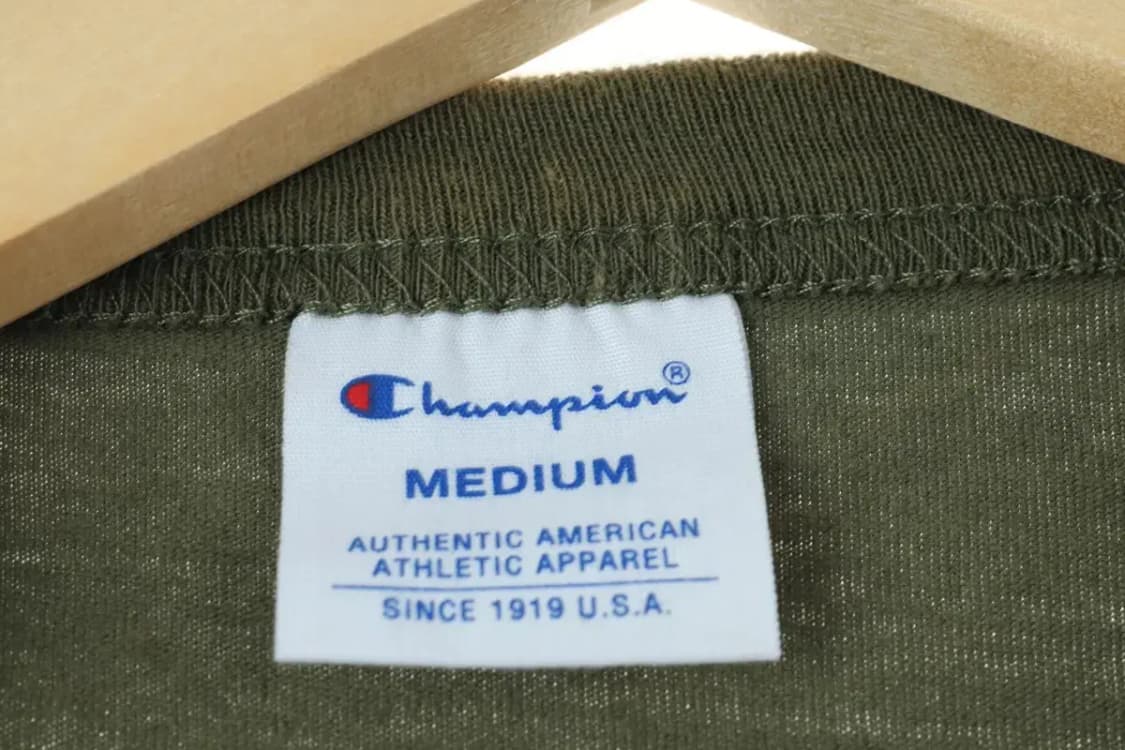 Champion®
MEDIUM
AUTHENTIC AMERICAN
ATHLETIC APPAREL
SINCE 1919 U.S.A.